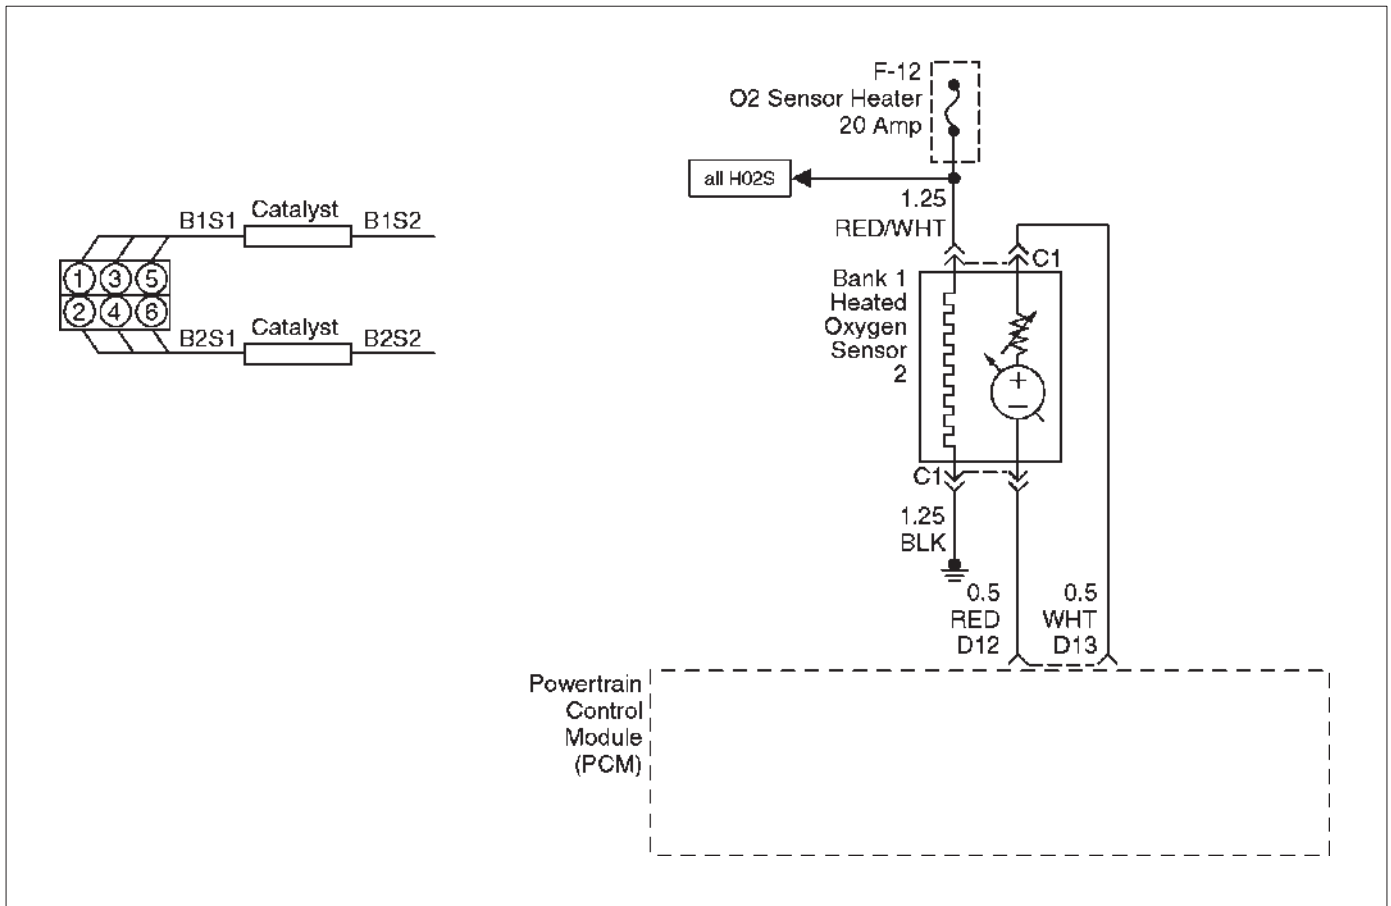 F-12
O2 Sensor Heater
20 Amp
all H02S
1.25
RED/WHT
B1S1 Catalyst B1S2
1 3 5
2 4 6
B2S1 Catalyst B2S2
C1
Bank 1
Heated
Oxygen
Sensor
2
+
−
C1
1.25
BLK
0.5 0.5
RED WHT
D12 D13
Powertrain
Control
Module
(PCM)